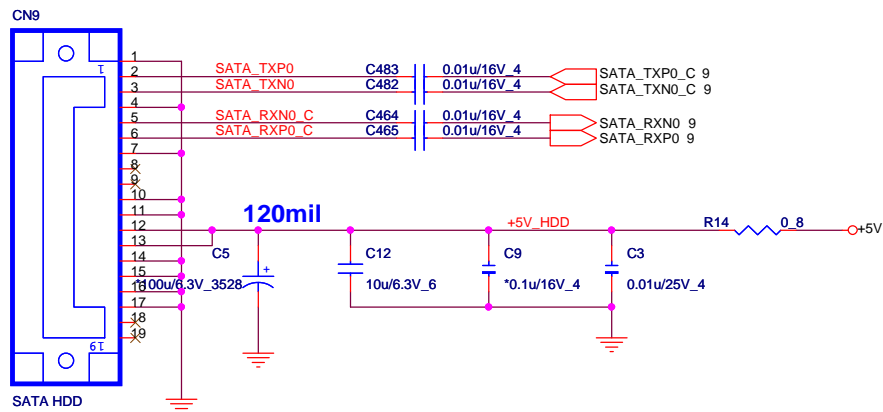 CN9
1
1
2 SATA_TXP0 C483 0.01u/16V_4 SATA_TXP0_C 9
3 SATA_TXN0 C482 0.01u/16V_4 SATA_TXN0_C 9
4
5 SATA_RXN0_C C464 0.01u/16V_4 SATA_RXN0 9
6 SATA_RXP0_C C465 0.01u/16V_4 SATA_RXP0 9
7
8
9
10
11 120mil
12 +5V_HDD R14 0_8 +5V
13 C5 C12 C9 C3
14
15 *100u/6.3V_3528 10u/6.3V_6 *0.1u/16V_4 0.01u/25V_4
16
17
18
19
19
SATA HDD